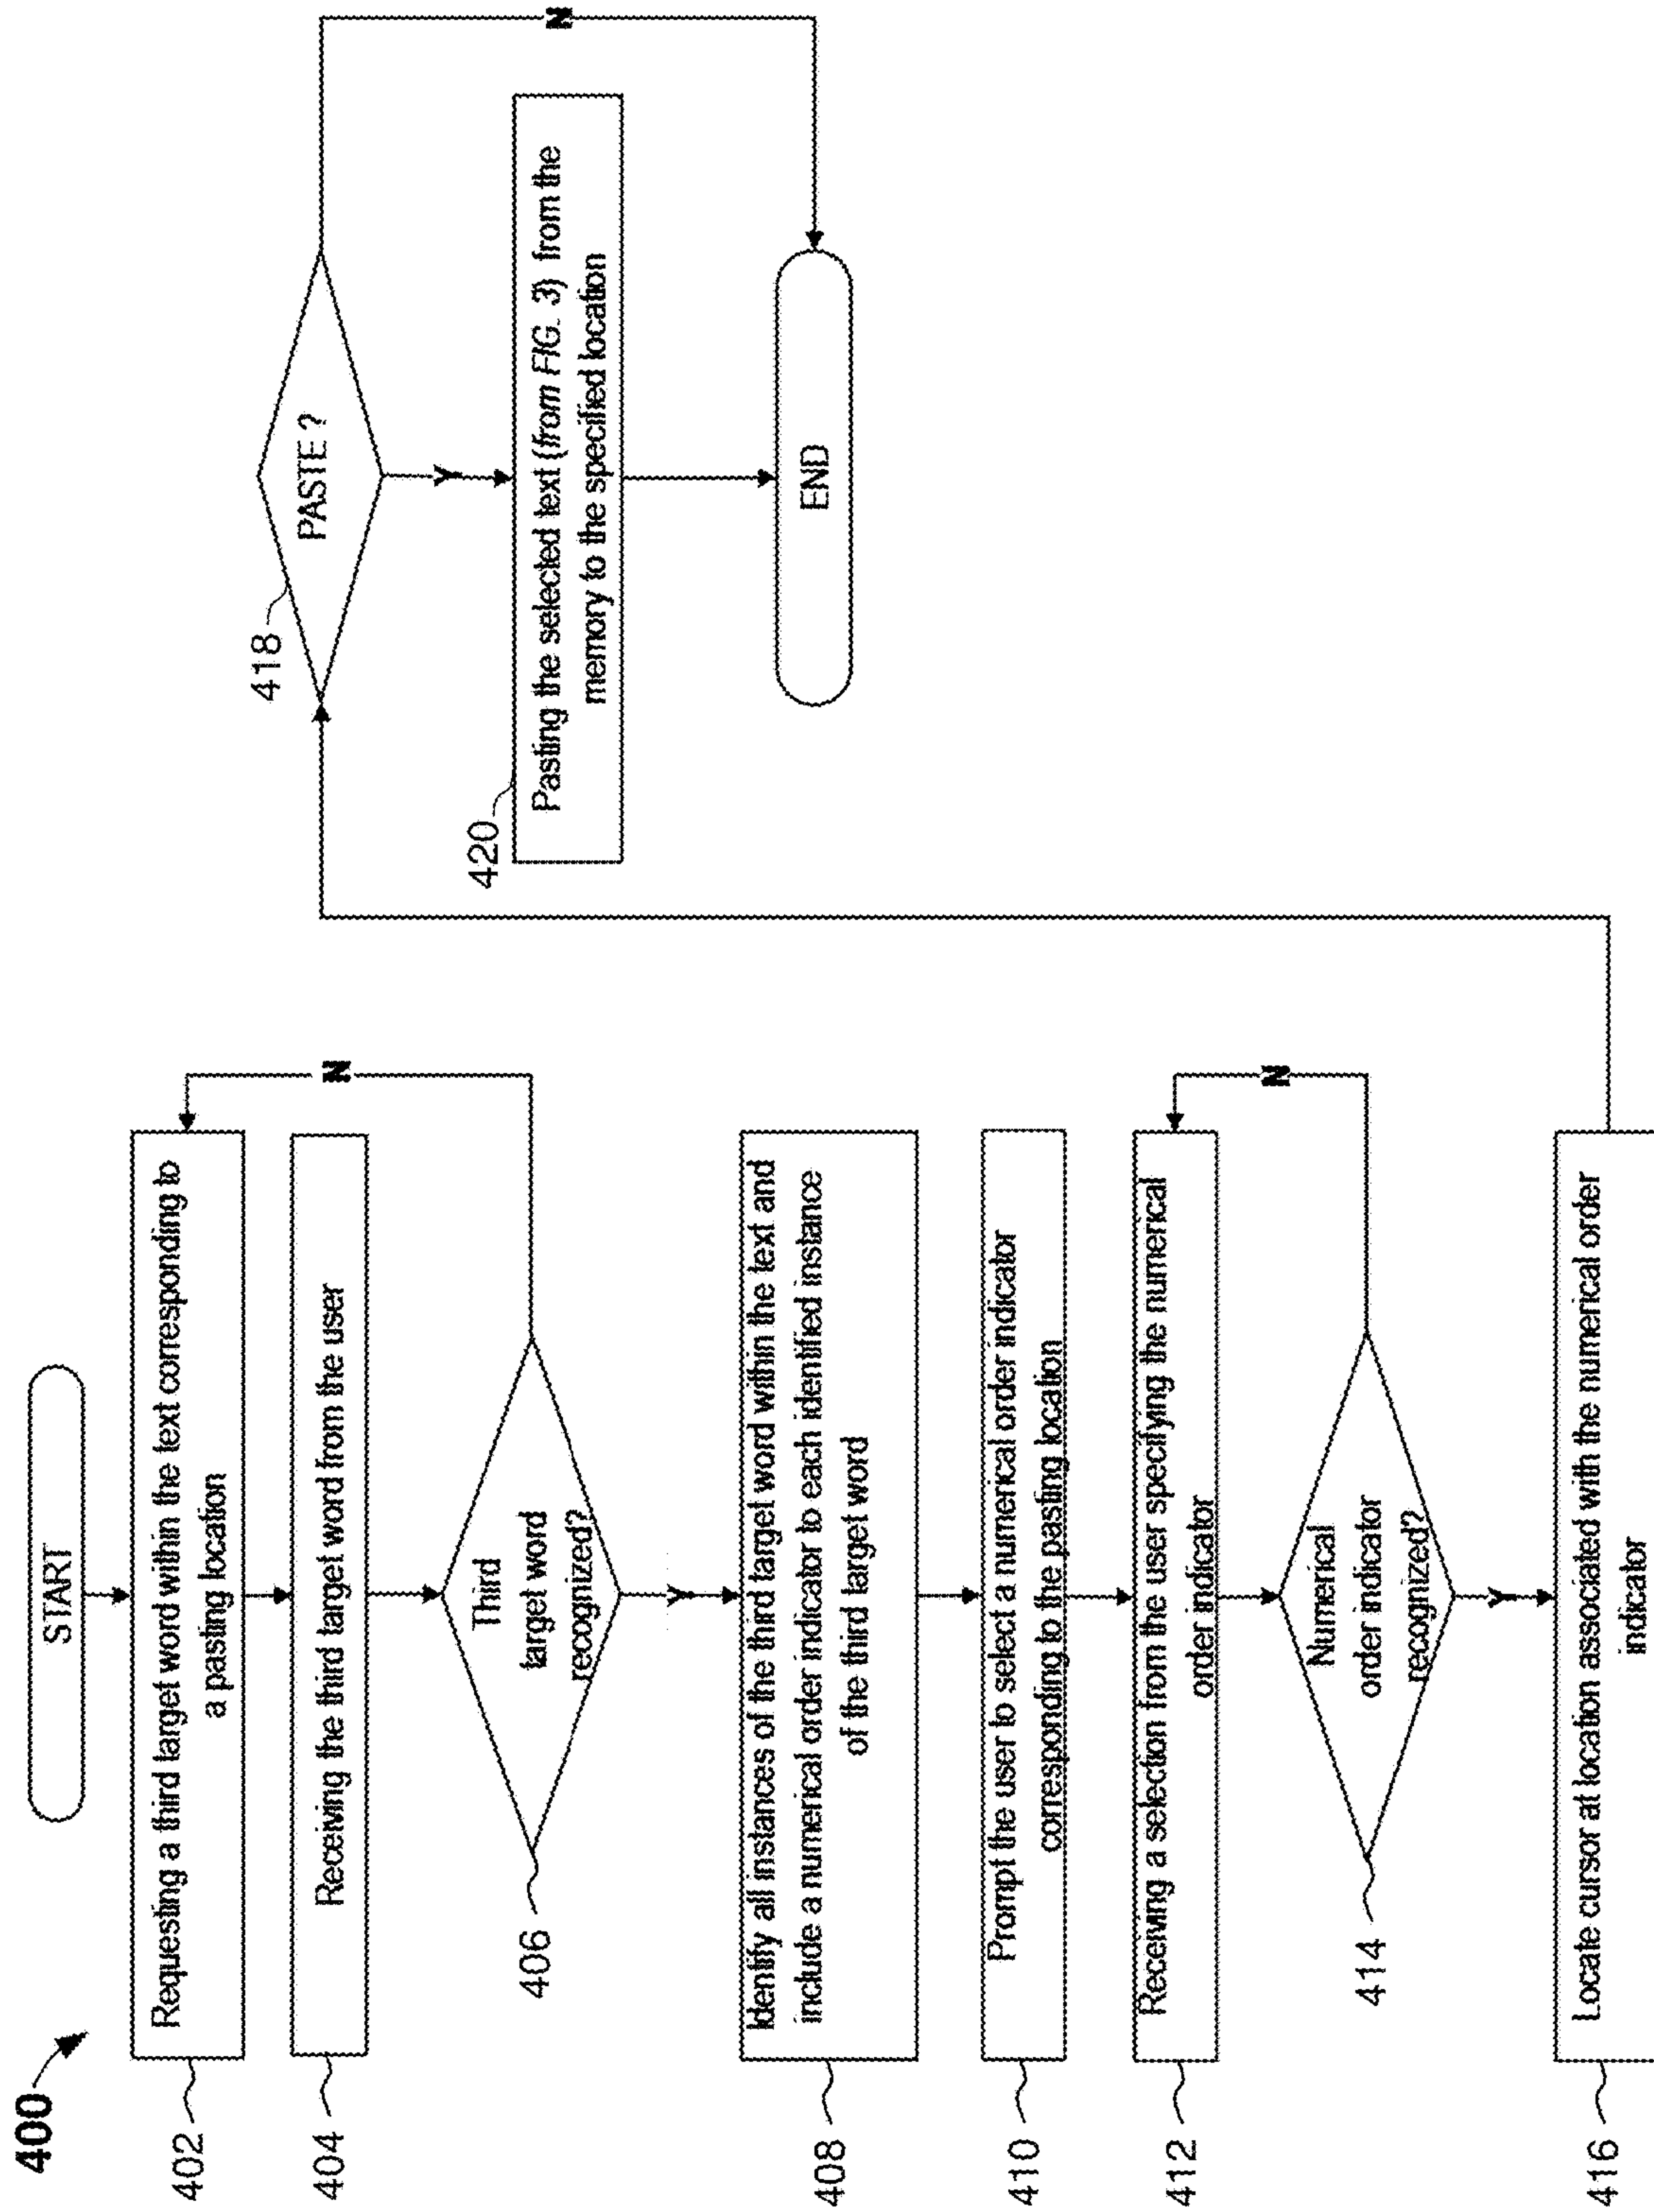 400
START
402
Requesting a third target word within the text corresponding to
a pasting location
N
404
Receiving the third target word from the user
Third
target word
recognized?
406
Y
408
Identify all instances of the third target word within the text and
include a numerical order indicator to each identified instance
of the third target word
410
Prompt the user to select a numerical order indicator
corresponding to the pasting location
412
Receiving a selection from the user specifying the numerical
order indicator
N
Numerical
order indicator
recognized?
414
Y
416
Locate cursor at location associated with the numerical order
indicator
418
PASTE ?
N
Y
420
Pasting the selected text (from FIG. 3) from the
memory to the specified location
END